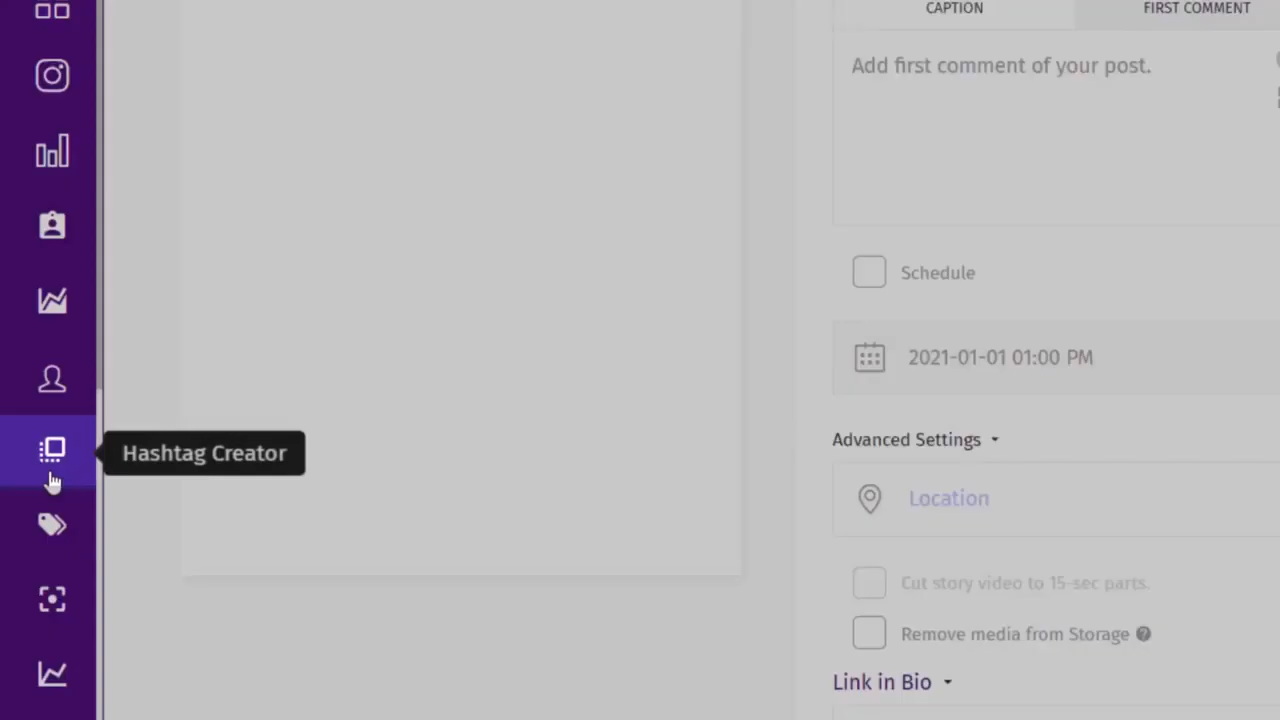 CAPTION
FIRST COMMENT
Add first comment of your post.
Schedule
2021-01-01 01:00 PM
Advanced Settings
Hashtag Creator
Location
Cut story video to 15-sec parts.
Remove media from Storage ?
Link in Bio